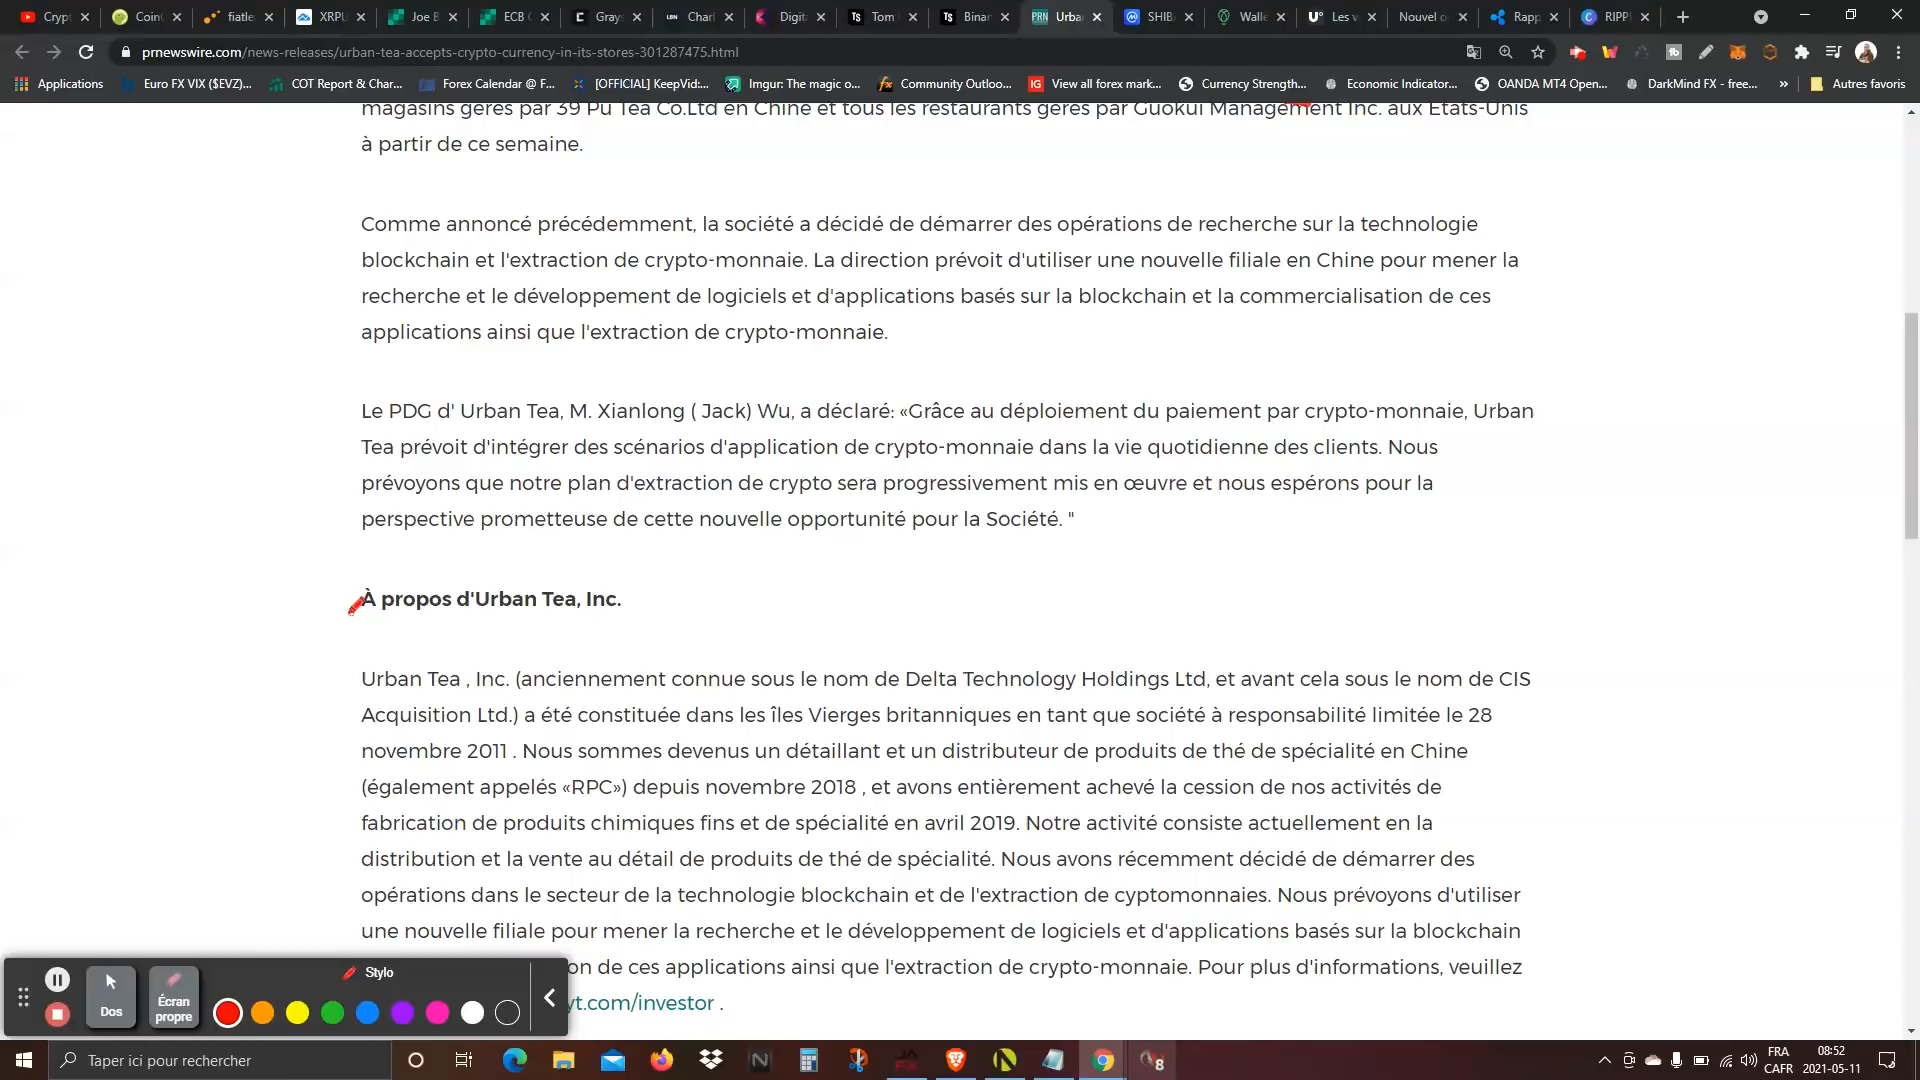 Crypt
Coin
fiatle
XRPU
Joe B
ECB
Grays
Charl
Digita
Tom
Binan
Urba
SHIBA
Walle
Les v
Nouvel o
Rapp
RIPPL
prnewswire.com/news-releases/urban-tea-accepts-crypto-currency-in-its-stores-301287475.html
Applications
Euro FX VIX ($EVZ)...
COT Report & Char...
Forex Calendar @ F...
[OFFICIAL] KeepVid:...
Imgur: The magic o...
Community Outloo...
View all forex mark...
Currency Strength...
Economic Indicator...
OANDA MT4 Open...
DarkMind FX - free...
»
Autres favoris
magasins gérés par 39 Pu Tea Co.Ltd en Chine et tous les restaurants gérés par Guokui Management Inc. aux États-Unis
à partir de ce semaine.
Comme annoncé précédemment, la société a décidé de démarrer des opérations de recherche sur la technologie
blockchain et l'extraction de crypto-monnaie. La direction prévoit d'utiliser une nouvelle filiale en Chine pour mener la
recherche et le développement de logiciels et d'applications basés sur la blockchain et la commercialisation de ces
applications ainsi que l'extraction de crypto-monnaie.
Le PDG d' Urban Tea, M. Xianlong ( Jack) Wu, a déclaré: «Grâce au déploiement du paiement par crypto-monnaie, Urban
Tea prévoit d'intégrer des scénarios d'application de crypto-monnaie dans la vie quotidienne des clients. Nous
prévoyons que notre plan d'extraction de crypto sera progressivement mis en œuvre et nous espérons pour la
perspective prometteuse de cette nouvelle opportunité pour la Société. "
À propos d'Urban Tea, Inc.
Urban Tea , Inc. (anciennement connue sous le nom de Delta Technology Holdings Ltd, et avant cela sous le nom de CIS
Acquisition Ltd.) a été constituée dans les îles Vierges britanniques en tant que société à responsabilité limitée le 28
novembre 2011 . Nous sommes devenus un détaillant et un distributeur de produits de thé de spécialité en Chine
(également appelés «RPC») depuis novembre 2018 , et avons entièrement achevé la cession de nos activités de
fabrication de produits chimiques fins et de spécialité en avril 2019. Notre activité consiste actuellement en la
distribution et la vente au détail de produits de thé de spécialité. Nous avons récemment décidé de démarrer des
opérations dans le secteur de la technologie blockchain et de l'extraction de cyptomonnaies. Nous prévoyons d'utiliser
une nouvelle filiale pour mener la recherche et le développement de logiciels et d'applications basés sur la blockchain
on de ces applications ainsi que l'extraction de crypto-monnaie. Pour plus d'informations, veuillez
yt.com/investor .
Dos
Écran
propre
Stylo
Taper ici pour rechercher
FRA
CAFR
08:52
2021-05-11